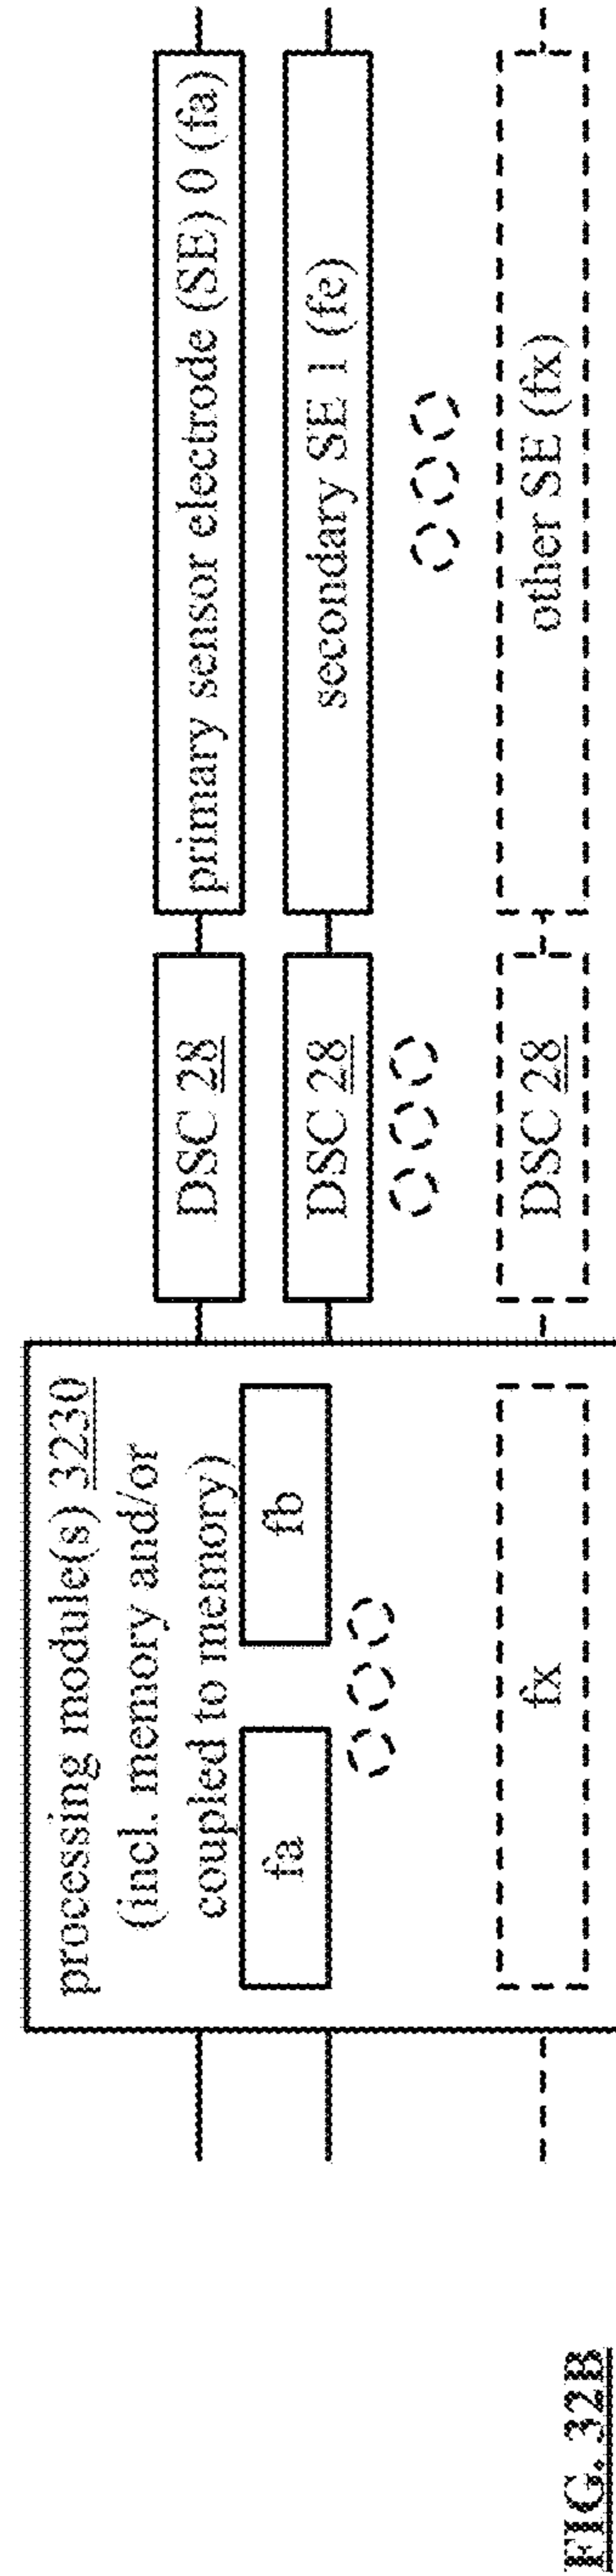 processing module(s) 3230
(incl. memory and/or
coupled to memory)
fa
fb
fx
DSC 28
DSC 28
DSC 28
primary sensor electrode (SE) 0 (fa)
secondary SE 1 (fe)
other SE (fx)
FIG. 32B